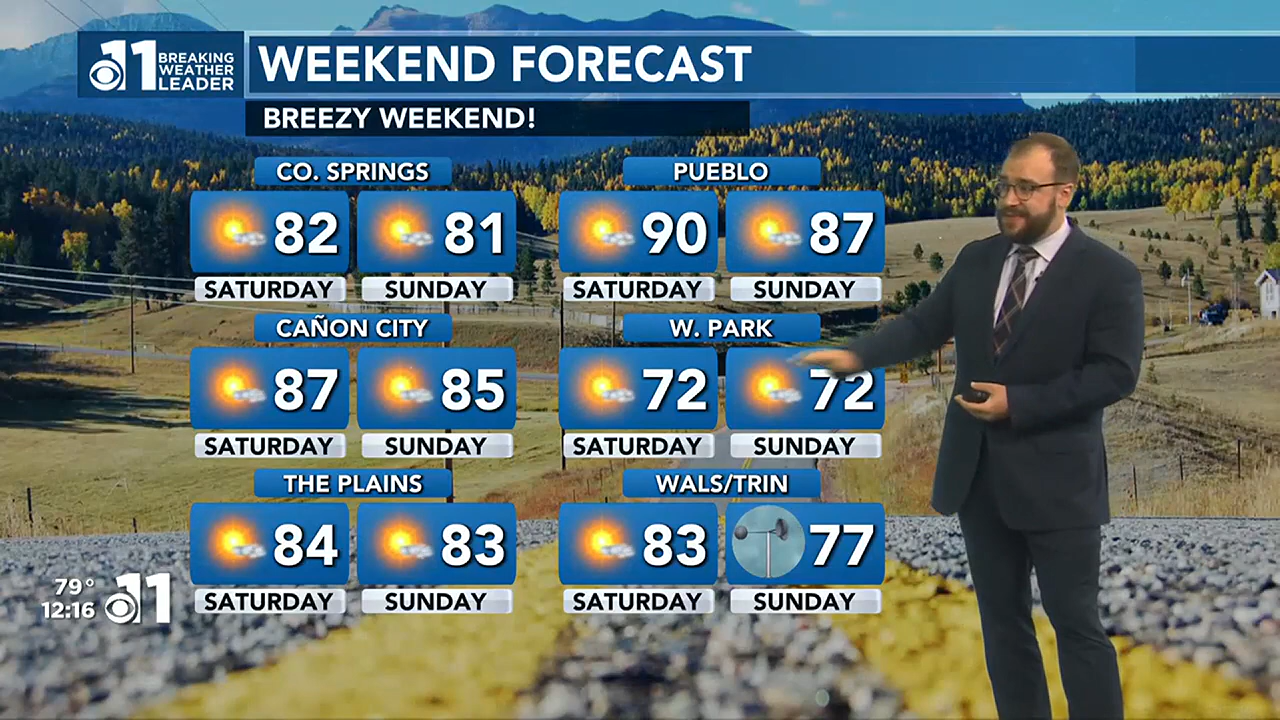 11 BREAKING
WEATHER
LEADER
WEEKEND FORECAST
BREEZY WEEKEND!
CO. SPRINGS
82 81
SATURDAY SUNDAY
PUEBLO
90 87
SATURDAY SUNDAY
CAÑON CITY
87 85
SATURDAY SUNDAY
W. PARK
72 72
SATURDAY SUNDAY
THE PLAINS
84 83
SATURDAY SUNDAY
WALS/TRIN
83 77
SATURDAY SUNDAY
79°
12:16
11